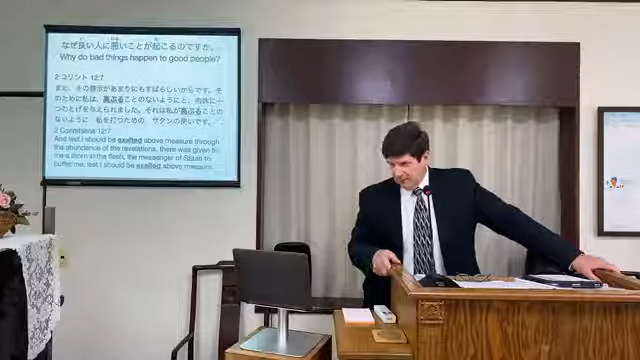 なぜ良い人に悪いことが起こるのですか。
Why do bad things happen to good people?
2 コリント 12:7
また、その啓示があまりにもすばらしいからです。そ
のために私は、高ぶることのないようにと、肉体に一
つのとげを与えられました。それは私が高ぶることの
ないように 私を打つための サタンの使いです。
2 Corinthians 12:7
And lest I should be exalted above measure through
the abundance of the revelations, there was given to
me a thorn in the flesh, the messenger of Satan to
buffet me, lest I should be exalted above measure.